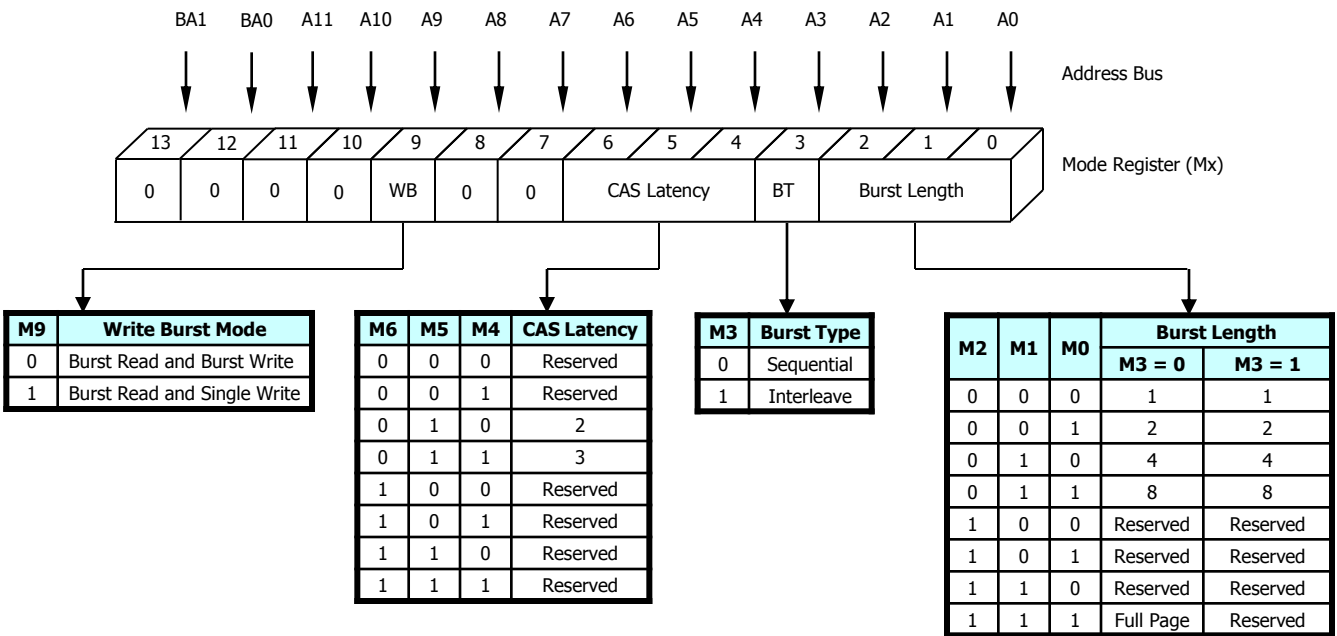 BA1 BA0 A11 A10 A9 A8 A7 A6 A5 A4 A3 A2 A1 A0
Address Bus
13 12 11 10 9 8 7 6 5 4 3 2 1 0
Mode Register (Mx)
0 0 0 0 WB 0 0 CAS Latency BT Burst Length
M9 Write Burst Mode
0 Burst Read and Burst Write
1 Burst Read and Single Write
M6 M5 M4 CAS Latency
0 0 0 Reserved
0 0 1 Reserved
0 1 0 2
0 1 1 3
1 0 0 Reserved
1 0 1 Reserved
1 1 0 Reserved
1 1 1 Reserved
M3 Burst Type
0 Sequential
1 Interleave
M2 M1 M0 Burst Length
M3 = 0 M3 = 1
0 0 0 1 1
0 0 1 2 2
0 1 0 4 4
0 1 1 8 8
1 0 0 Reserved Reserved
1 0 1 Reserved Reserved
1 1 0 Reserved Reserved
1 1 1 Full Page Reserved